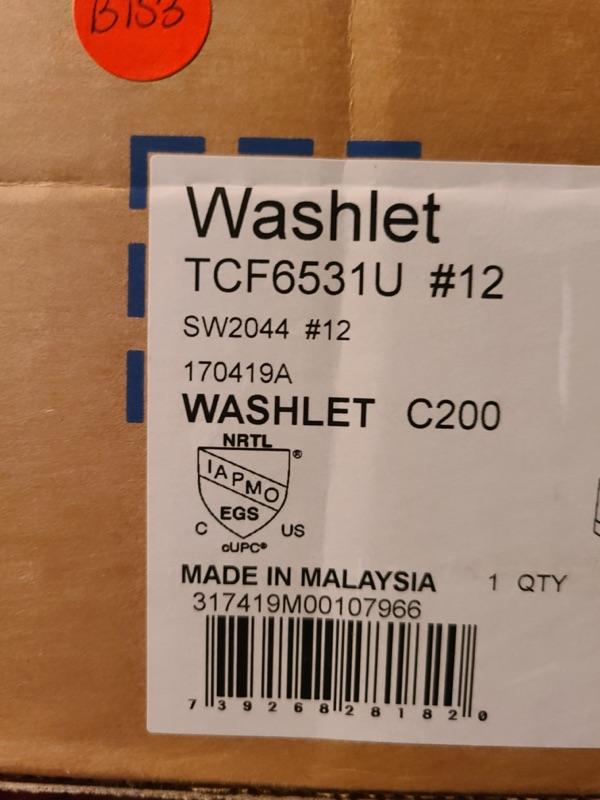 B153
Washlet
TCF6531U #12
SW2044 #12
170419A
WASHLET C200
NRTL
®
IAPMO
EGS
C US
cUPC®
MADE IN MALAYSIA 1 QTY
317419M00107966
7 39268 28182 0